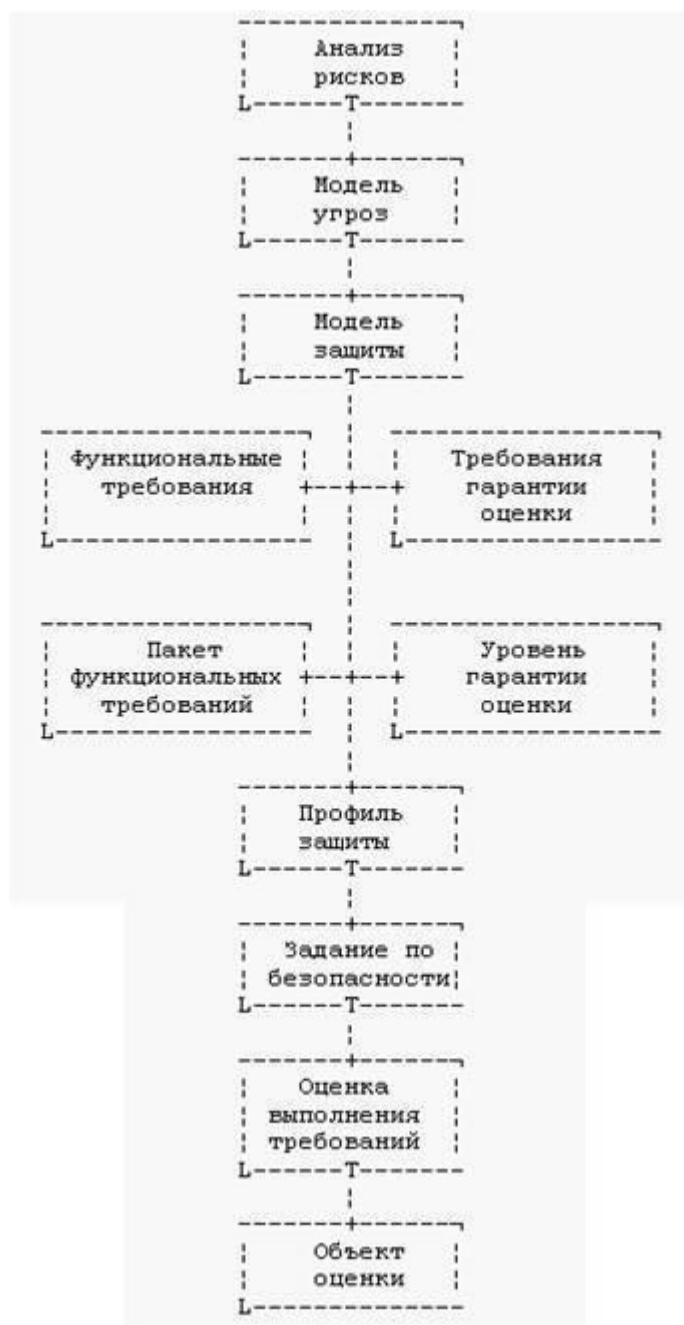 Анализ
рисков
Модель
угроз
Модель
защиты
Функциональные
требования
Требования
гарантии
оценки
Пакет
функциональных
требований
Уровень
гарантии
оценки
Профиль
защиты
Задание по
безопасности
Оценка
выполнения
требований
Объект
оценки